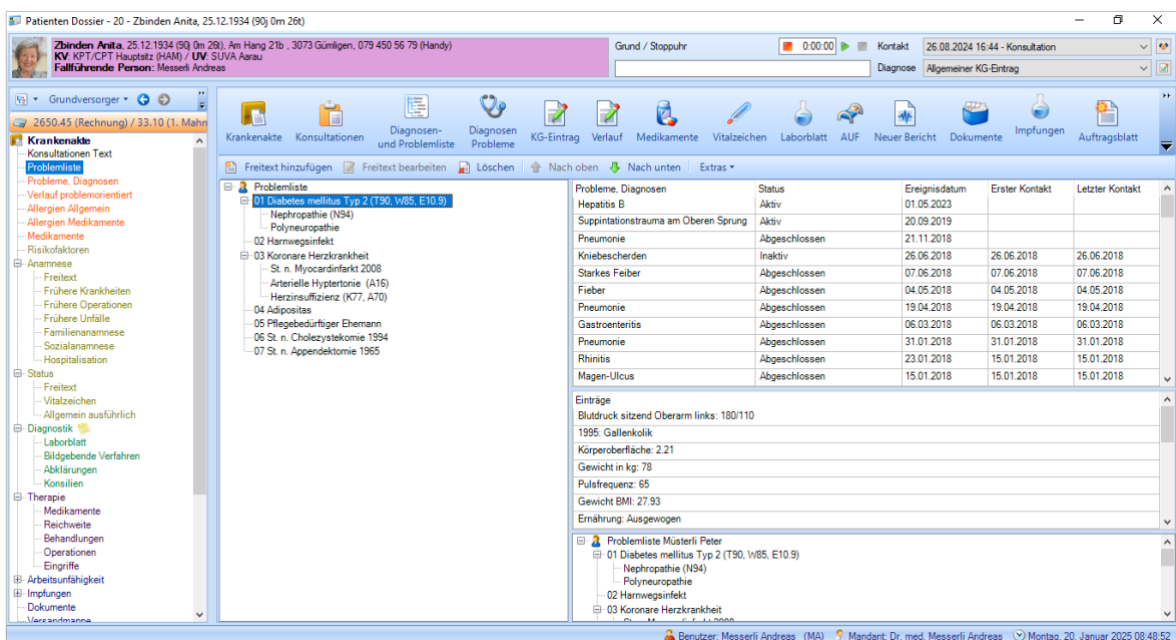 Patienten Dossier - 20 - Zbinden Anita, 25.12.1934 (90j 0m 26t)
Zbinden Anita, 25.12.1934 (90j 0m 26t), Am Hang 21b , 3073 Gümligen, 079 450 56 79 (Handy)
KV: KPT/CPT Hauptsitz (HAM) / UV: SUVA Aarau
Fallführende Person: Messerli Andreas
Grund / Stoppuhr
0:00:00
Kontakt
26.08.2024 16:44 - Konsultation
Diagnose
Allgemeiner KG-Eintrag
Grundversorger
2650.45 (Rechnung) / 33.10 (1. Mahn
Krankenakte
Konsultationen Text
Problemliste
Probleme, Diagnosen
Verlauf problemorientiert
Allergien Allgemein
Allergien Medikamente
Medikamente
Risikofaktoren
Anamnese
Freitext
Frühere Krankheiten
Frühere Operationen
Frühere Unfälle
Familienanamnese
Sozialanamnese
Hospitalisation
Status
Freitext
Vitalzeichen
Allgemein ausführlich
Diagnostik
Laborblatt
Bildgebende Verfahren
Abklärungen
Konsilien
Therapie
Medikamente
Reichweite
Behandlungen
Operationen
Eingriffe
Arbeitsunfähigkeit
Impfungen
Dokumente
Versandmappe
Krankenakte
Konsultationen
Diagnosen-
und Problemliste
Diagnosen
Probleme
KG-Eintrag
Verlauf
Medikamente
Vitalzeichen
Laborblatt
AUF
Neuer Bericht
Dokumente
Impfungen
Auftragsblatt
Freitext hinzufügen
Freitext bearbeiten
Löschen
Nach oben
Nach unten
Extras
Problemliste
01 Diabetes mellitus Typ 2 (T90, W85, E10.9)
Nephropathie (N94)
Polyneuropathie
02 Harnwegsinfekt
03 Koronare Herzkrankheit
St. n. Myocardinfarkt 2008
Arterielle Hyptertonie (A16)
Herzinsuffizienz (K77, A70)
04 Adipositas
05 Pflegebedürftiger Ehemann
06 St. n. Cholezystekomie 1994
07 St. n. Appendektomie 1965
Probleme, Diagnosen Status Ereignisdatum Erster Kontakt Letzter Kontakt
Hepatitis B Aktiv 01.05.2023
Suppintationstrauma am Oberen Sprung Aktiv 20.09.2019
Pneumonie Abgeschlossen 21.11.2018
Kniebescherden Inaktiv 26.06.2018 26.06.2018 26.06.2018
Starkes Feiber Abgeschlossen 07.06.2018 07.06.2018 07.06.2018
Fieber Abgeschlossen 04.05.2018 04.05.2018 04.05.2018
Pneumonie Abgeschlossen 19.04.2018 19.04.2018 19.04.2018
Gastroenteritis Abgeschlossen 06.03.2018 06.03.2018 06.03.2018
Pneumonie Abgeschlossen 31.01.2018 31.01.2018 31.01.2018
Rhinitis Abgeschlossen 23.01.2018 15.01.2018 15.01.2018
Magen-Ulcus Abgeschlossen 15.01.2018 15.01.2018 15.01.2018
Einträge
Blutdruck sitzend Oberarm links: 180/110
1995: Gallenkolik
Körperoberfläche: 2.21
Gewicht in kg: 78
Pulsfrequenz: 65
Gewicht BMI: 27.93
Ernährung: Ausgewogen
Problemliste Müsterli Peter
01 Diabetes mellitus Typ 2 (T90, W85, E10.9)
Nephropathie (N94)
Polyneuropathie
02 Harnwegsinfekt
03 Koronare Herzkrankheit
Benutzer: Messerli Andreas (MA)
Mandant: Dr. med. Messerli Andreas
Montag, 20. Januar 2025 08:48:52